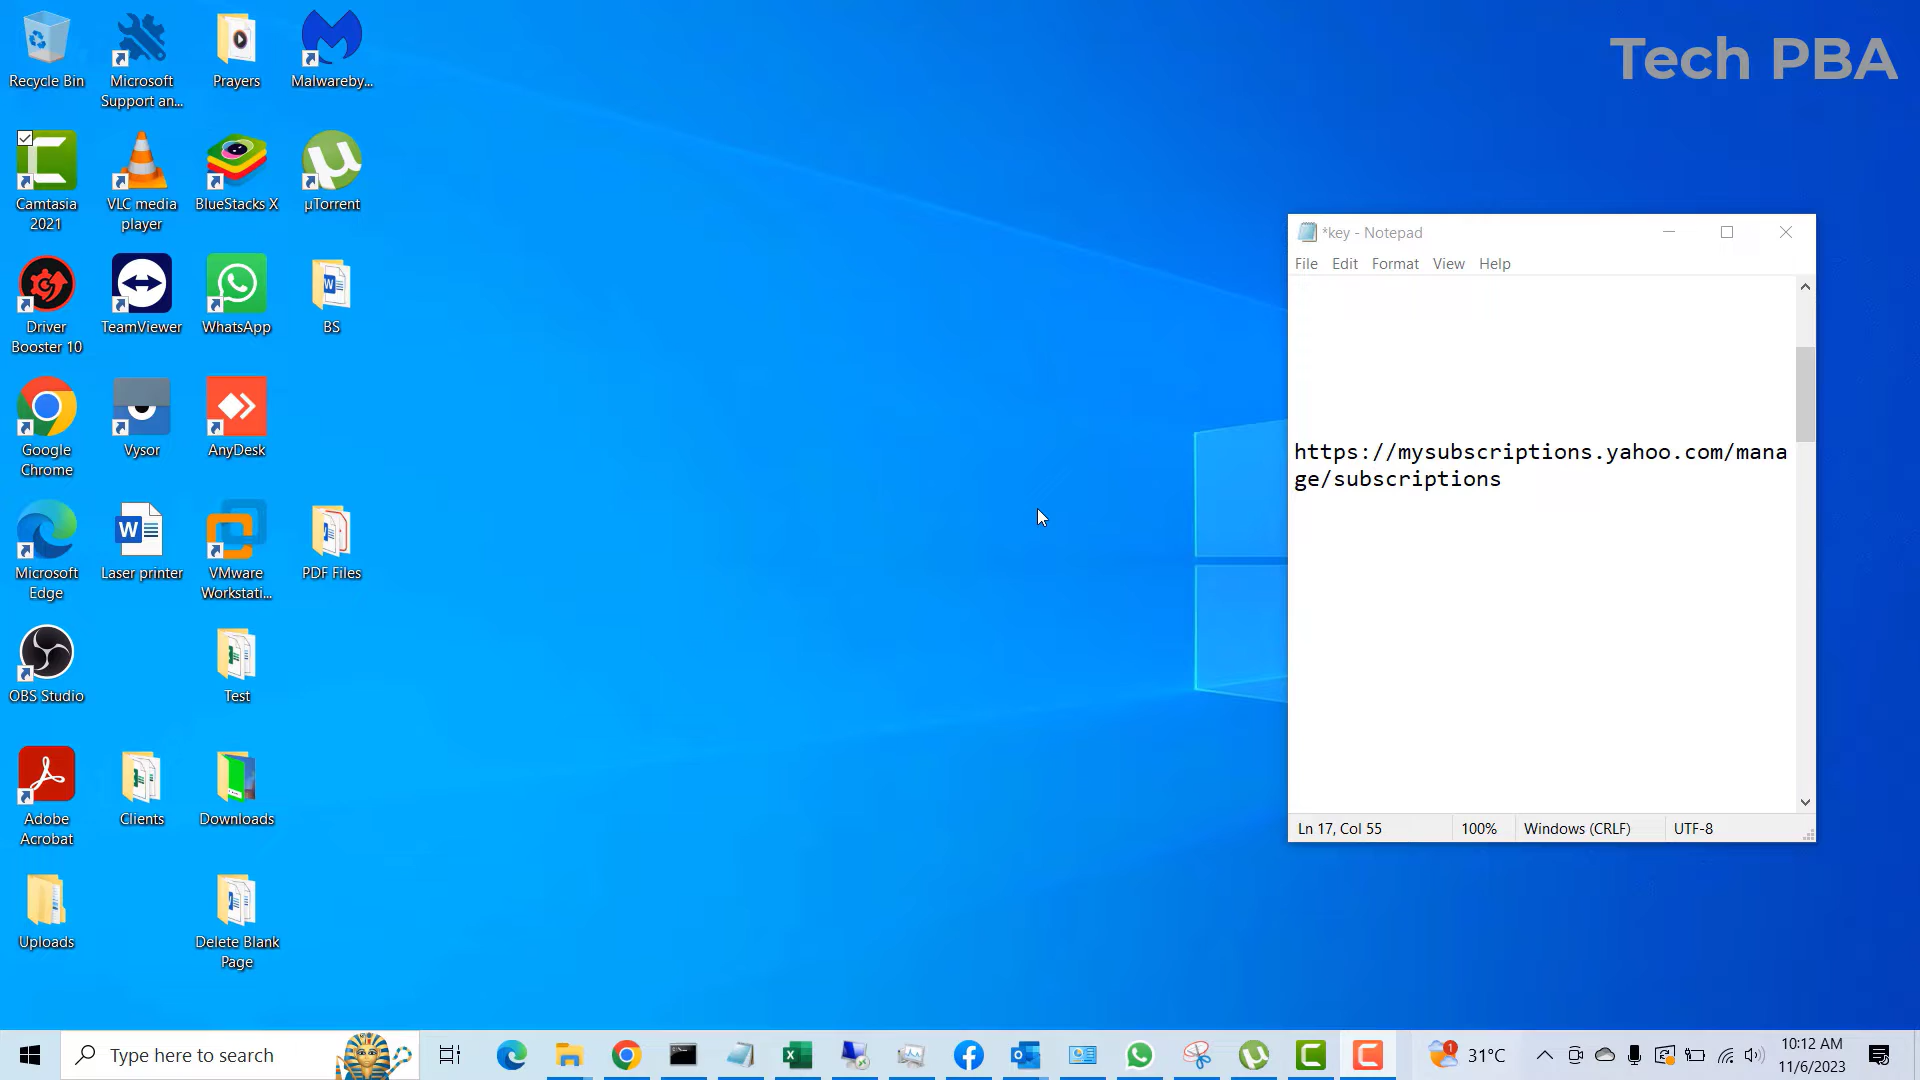 Tech PBA
Recycle Bin
Microsoft
Support an...
Prayers
Malwareby...
Camtasia
2021
VLC media
player
BlueStacks X
µTorrent
Driver
Booster 10
TeamViewer
WhatsApp
BS
Google
Chrome
Vysor
AnyDesk
Microsoft
Edge
Laser printer
VMware
Workstati...
PDF Files
OBS Studio
Test
Adobe
Acrobat
Clients
Downloads
Uploads
Delete Blank
Page
*key - Notepad
File Edit Format View Help
https://mysubscriptions.yahoo.com/mana
ge/subscriptions
Ln 17, Col 55 100% Windows (CRLF) UTF-8
Type here to search
1
31°C
10:12 AM
11/6/2023